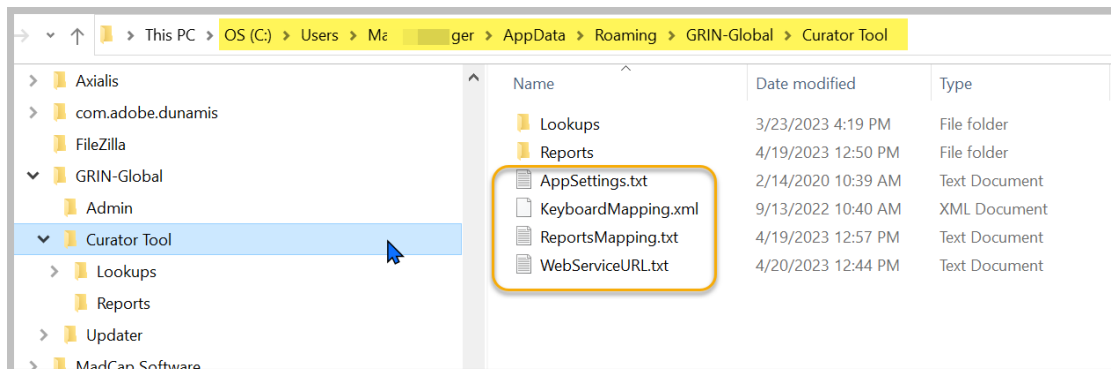 This PC > OS (C:) > Users > Ma ger > AppData > Roaming > GRIN-Global > Curator Tool
Axialis
com.adobe.dunamis
FileZilla
GRIN-Global
Admin
Curator Tool
Lookups
Reports
Updater
MadCap Software
Name Date modified Type
Lookups 3/23/2023 4:19 PM File folder
Reports 4/19/2023 12:50 PM File folder
AppSettings.txt 2/14/2020 10:39 AM Text Document
KeyboardMapping.xml 9/13/2022 10:40 AM XML Document
ReportsMapping.txt 4/19/2023 12:57 PM Text Document
WebServiceURL.txt 4/20/2023 12:44 PM Text Document